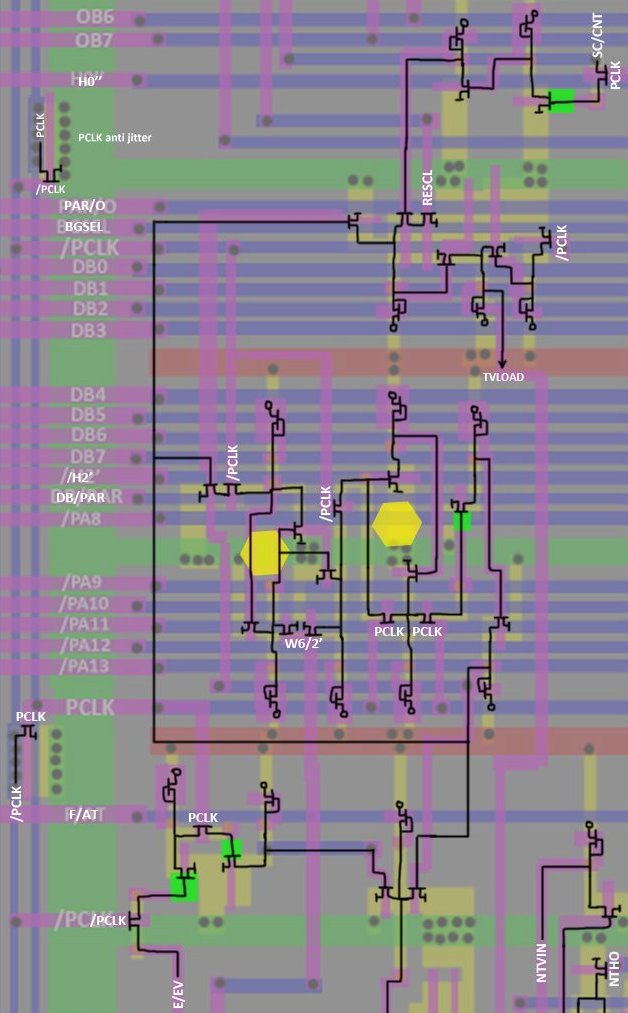 OB6
OB7
SC/CNT
PCLK
H0''
PCLK
PCLK anti jitter
/PCLK
RESCL
PAR/O
BGSEL
/PCLK
/PCLK
DB0
DB1
DB2
DB3
TVLOAD
DB4
DB5
DB6
DB7
/PCLK
/H2'
DB/PAR
/PCLK
/PA8
/PA9
/PA10
/PA11
PCLK PCLK
W6/2'
/PA12
/PA13
PCLK
PCLK
/PCLK
F/AT
PCLK
/PCLK
/PCLK
E/EV
NTVIN
NTHO